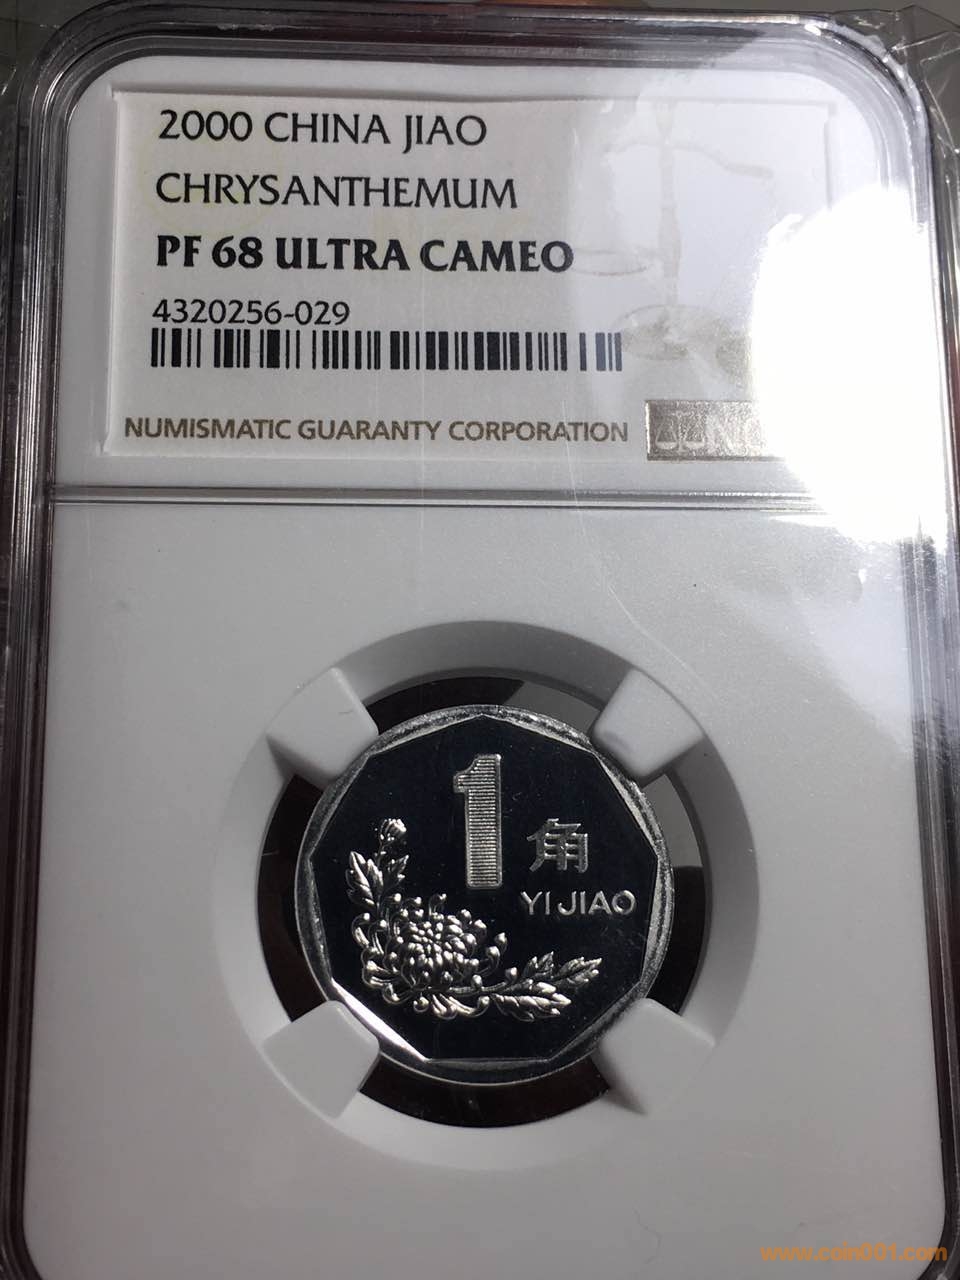 2000 CHINA JIAO
CHRYSANTHEMUM
PF 68 ULTRA CAMEO
4320256-029
NUMISMATIC GUARANTY CORPORATION
1角
YI JIAO
www.coin001.com